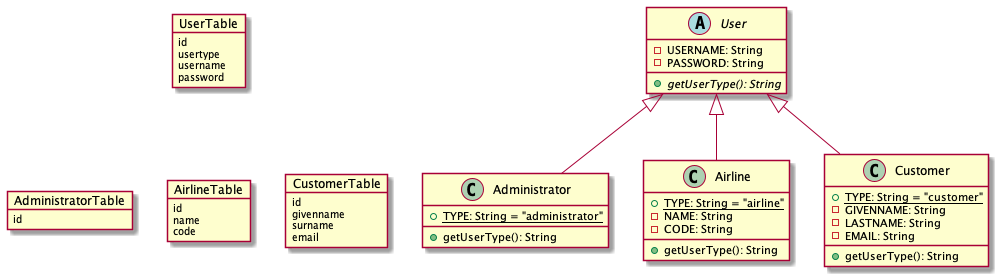 UserTable
id
usertype
username
password
A User
USERNAME: String
PASSWORD: String
getUserType(): String
AdministratorTable
id
AirlineTable
id
name
code
CustomerTable
id
givenname
surname
email
C Administrator
TYPE: String = "administrator"
getUserType(): String
C Airline
TYPE: String = "airline"
NAME: String
CODE: String
getUserType(): String
C Customer
TYPE: String = "customer"
GIVENNAME: String
LASTNAME: String
EMAIL: String
getUserType(): String